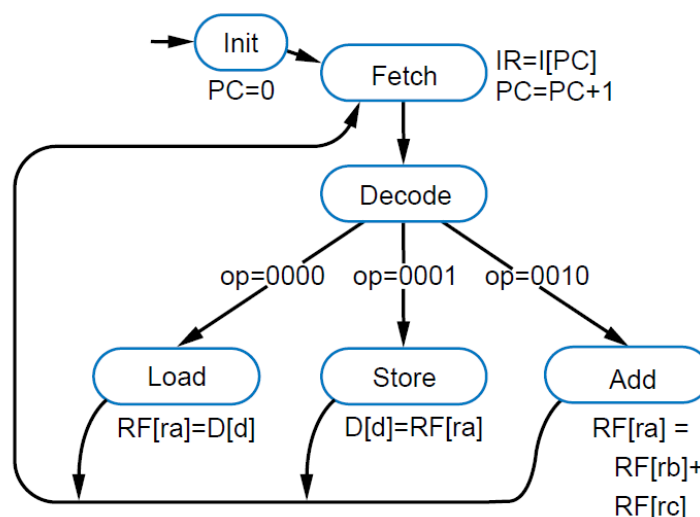 Init
PC=0
Fetch
IR=I[PC]
PC=PC+1
Decode
op=0000
op=0001
op=0010
Load
RF[ra]=D[d]
Store
D[d]=RF[ra]
Add
RF[ra] =
RF[rb]+
RF[rc]